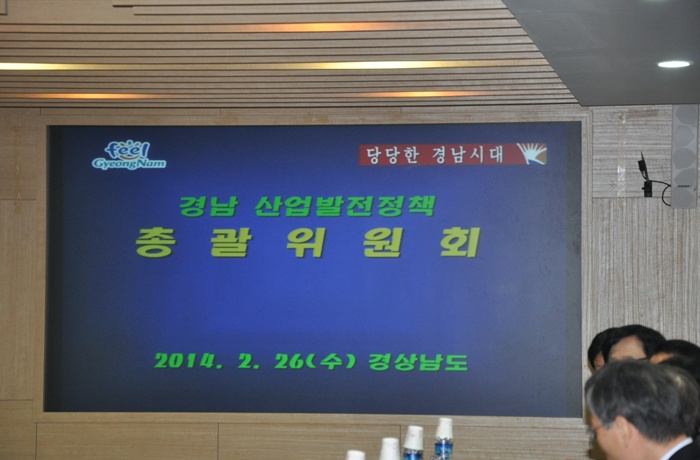 feel
GyeongNam
당당한 경남시대
경남 산업발전정책
총괄위원회
2014. 2. 26(수) 경상남도